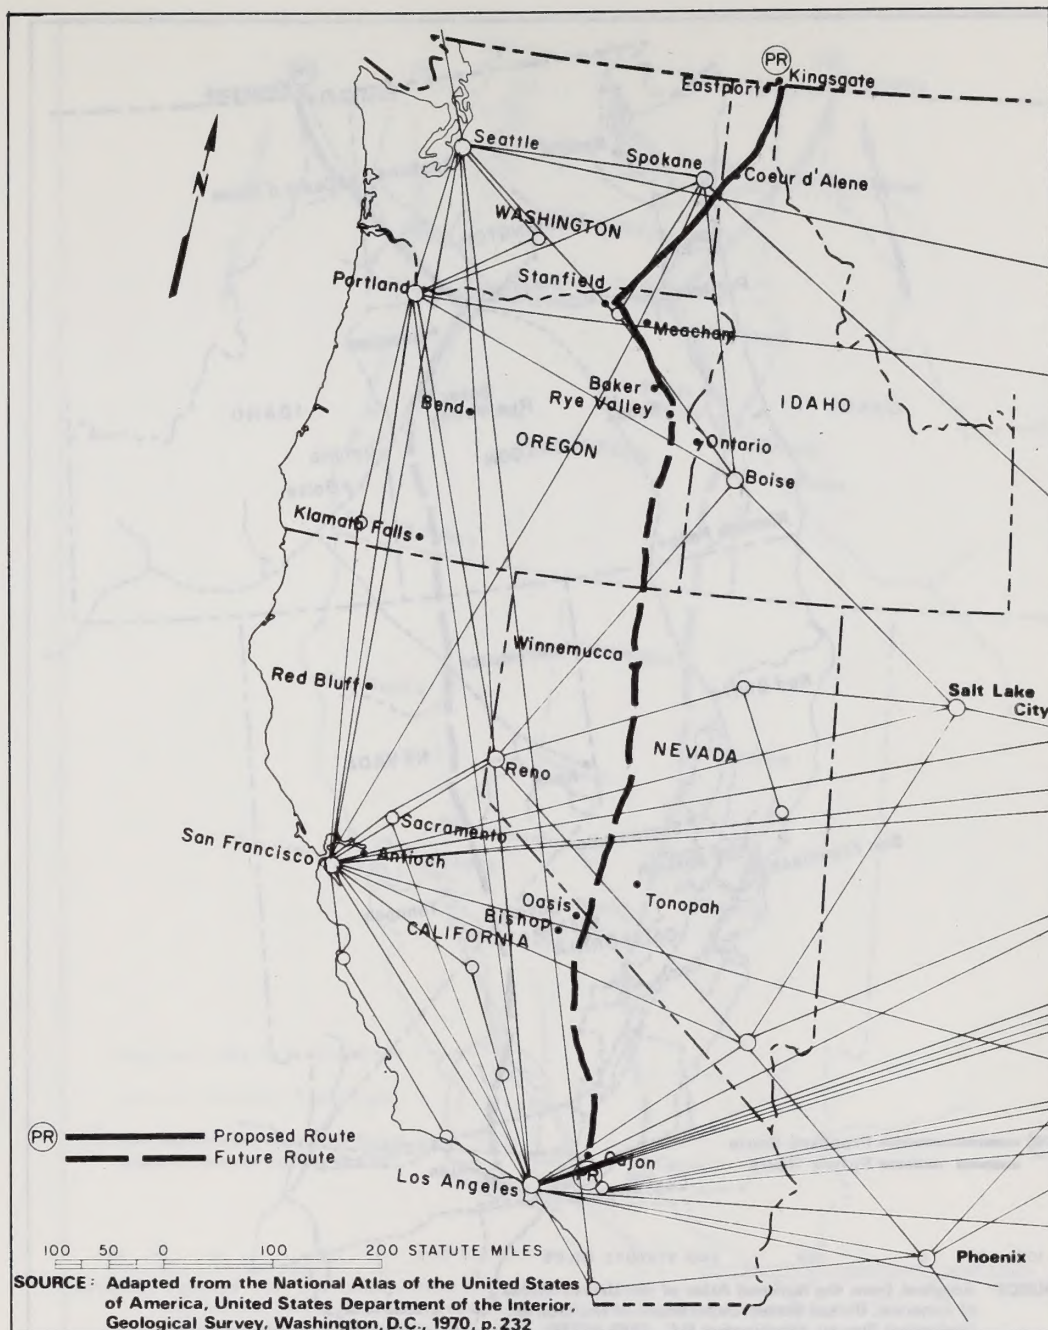 PR
Kingsgate
Eastport
Seattle
Spokane
Coeur d'Alene
N
WASHINGTON
Stanfield
Portland
Meacham
Baker
IDAHO
Rye Valley
Bend
OREGON
Ontario
Boise
Klamath Falls
Winnemucca
Red Bluff
Salt Lake
City
NEVADA
Reno
Sacramento
San Francisco
Antioch
Tonopah
Oasis
Bishop
CALIFORNIA
PR Proposed Route
Future Route
Cajon
PR
Los Angeles
100 50 0 100 200 STATUTE MILES
Phoenix
SOURCE: Adapted from the National Atlas of the United States
of America, United States Department of the Interior,
Geological Survey, Washington, D.C., 1970, p. 232